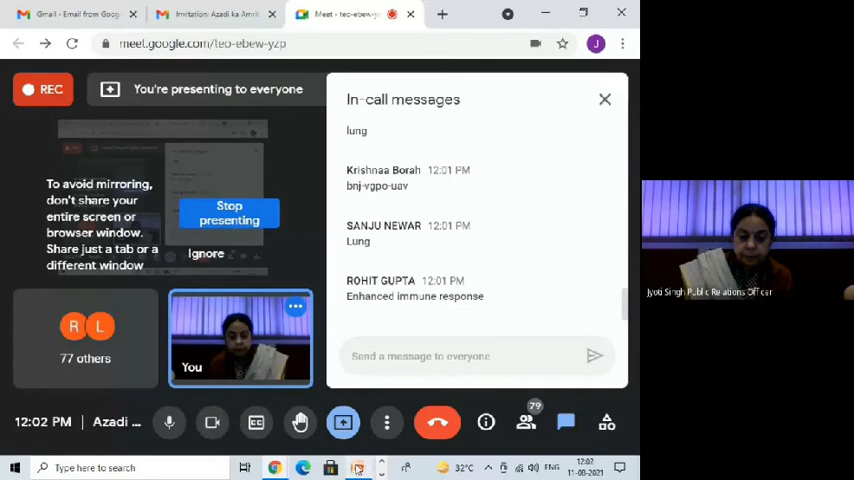 Gmail - Email from Goog
Invitation: Azadi ka Amrit
Meet - teo-ebew-yz
meet.google.com/teo-ebew-yzp
J
REC
You're presenting to everyone
In-call messages
lung
Krishnaa Borah 12:01 PM
bnj-vgpo-uav
SANJU NEWAR 12:01 PM
Lung
ROHIT GUPTA 12:01 PM
Enhanced immune response
Send a message to everyone
To avoid mirroring,
don't share your
entire screen or
browser window.
Share just a tab or a
different window
Stop
presenting
Ignore
R L
77 others
You
Jyoti Singh Public Relations Officer
12:02 PM | Azadi ...
79
Type here to search
32°C
ENG
12:02
11-08-2021